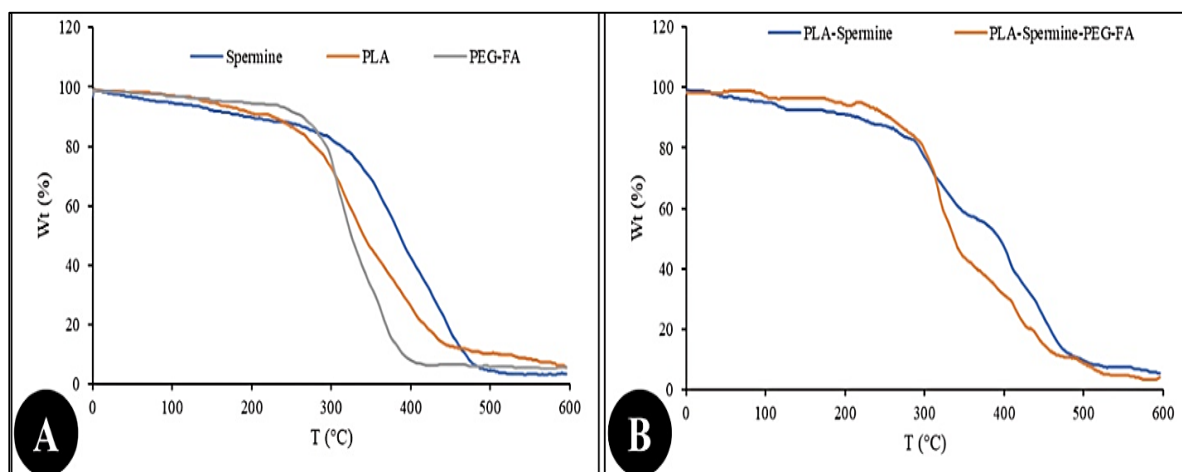 120
Spermine PLA PEG-FA
100
80
60
40
20
0
Wt (%)
0 100 200 300 400 500 600
T (°C)
A
120
PLA-Spermine PLA-Spermine-PEG-FA
100
80
60
40
20
0
Wt (%)
0 100 200 300 400 500 600
T (°C)
B